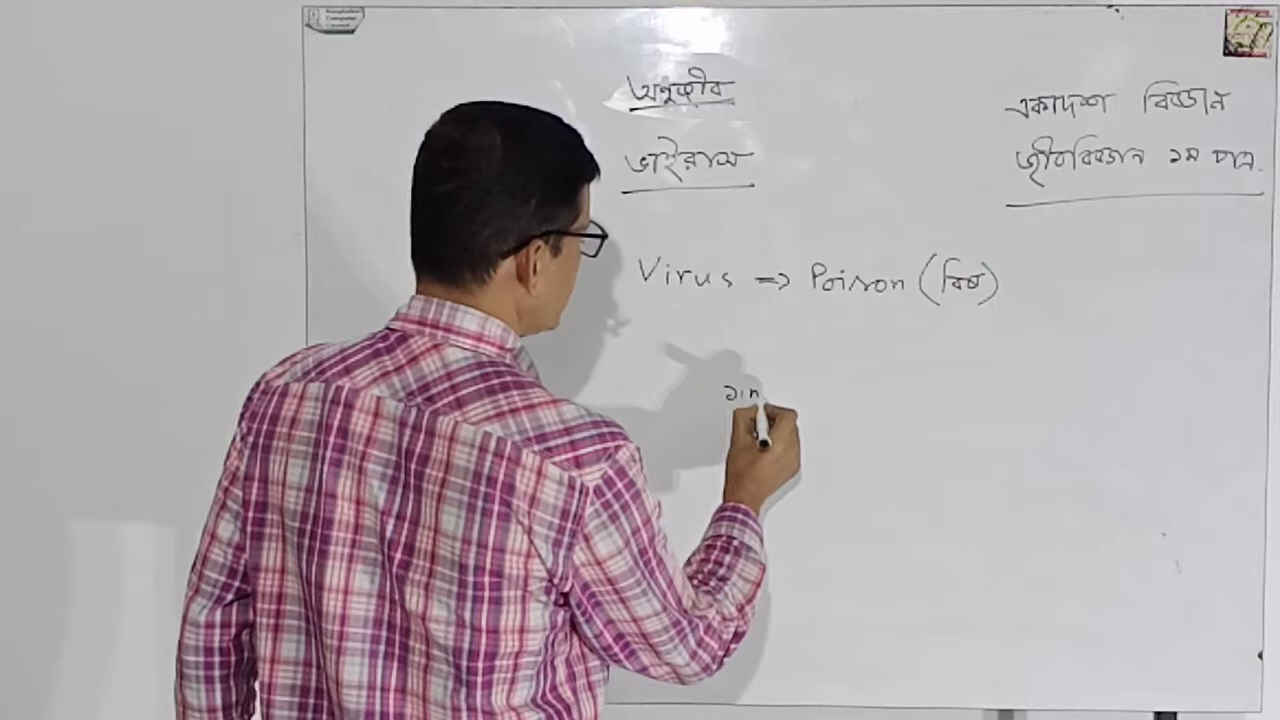 অনুজীব
ভাইরাস
একাদশ বিজ্ঞান
জীববিজ্ঞান ১ম পত্র.
Virus => Poison (বিষ)